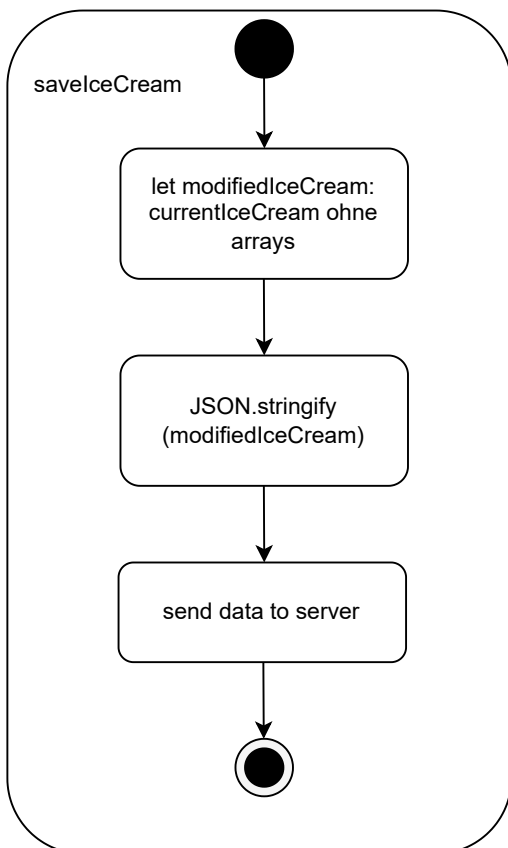 saveIceCream
let modifiedIceCream:
currentIceCream ohne
arrays
JSON.stringify
(modifiedIceCream)
send data to server